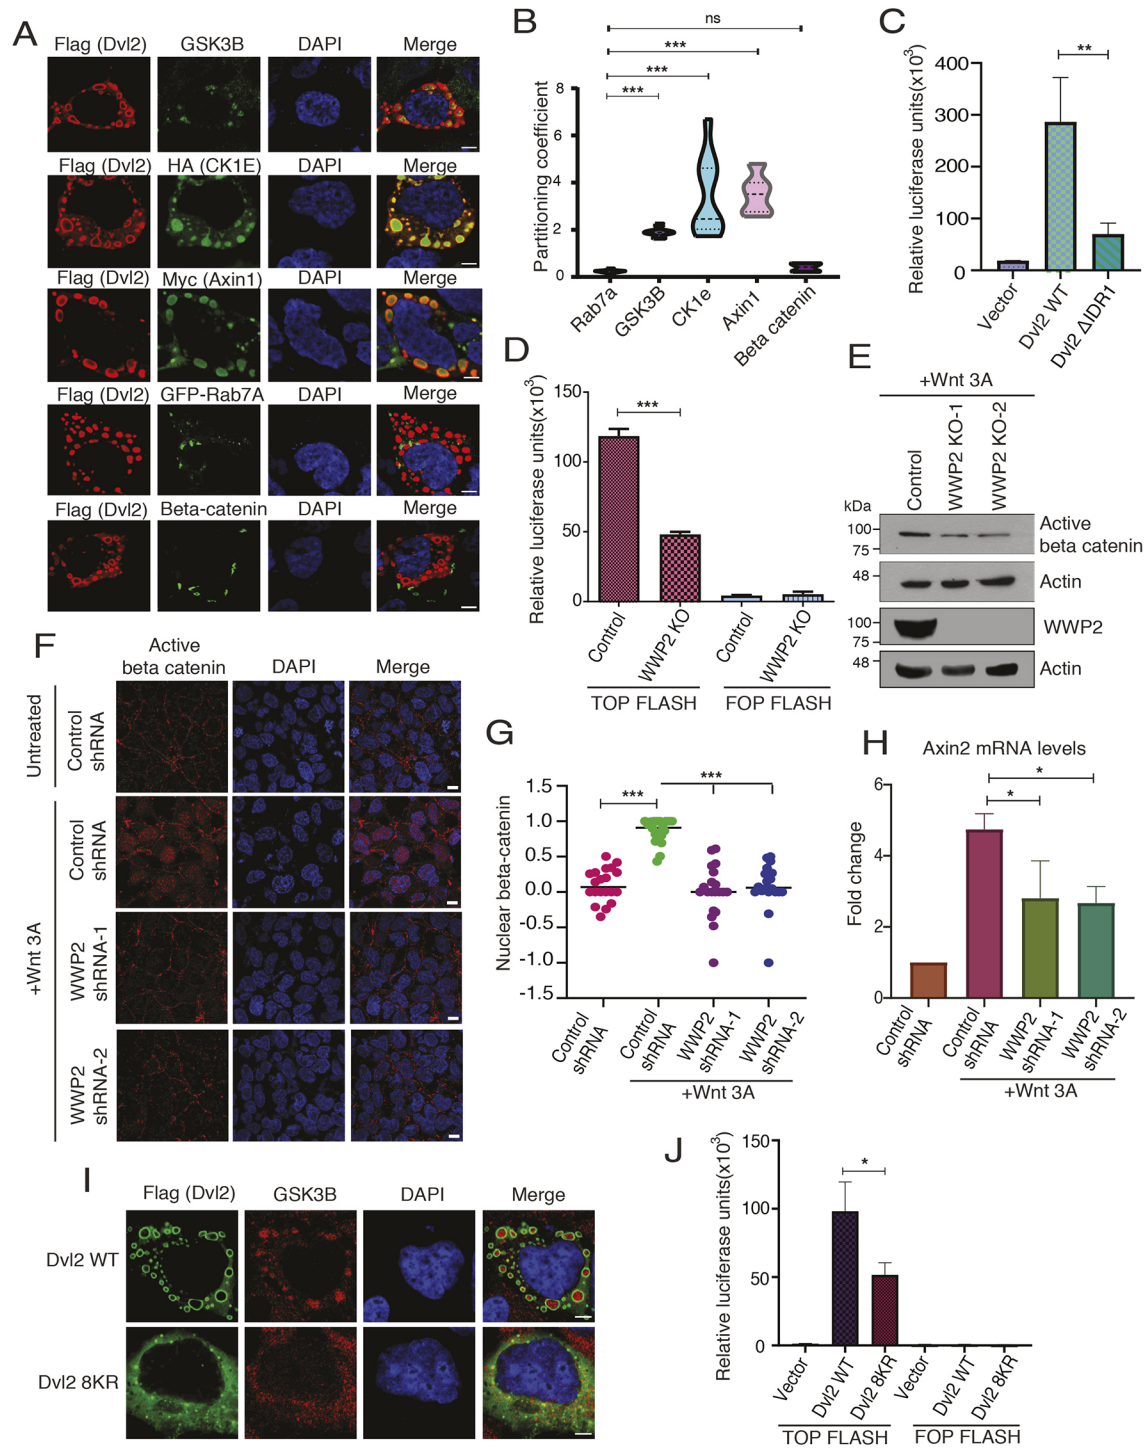 A
Flag (Dvl2) GSK3B DAPI Merge
Flag (Dvl2) HA (CK1E) DAPI Merge
Flag (Dvl2) Myc (Axin1) DAPI Merge
Flag (Dvl2) GFP-Rab7A DAPI Merge
Flag (Dvl2) Beta-catenin DAPI Merge
B
ns
***
***
***
Partitioning coefficient
8
6
4
2
0
Rab7a
GSK3B
CK1e
Axin1
Beta catenin
C
Relative luciferase units(x10³)
**
400
300
200
100
0
Vector
Dvl2 WT
Dvl2 ΔIDR1
D
Relative luciferase units(x10³)
***
150
100
50
0
Control
WWP2 KO
Control
WWP2 KO
TOP FLASH FOP FLASH
E
+Wnt 3A
Control
WWP2 KO-1
WWP2 KO-2
kDa
100
75
Active
beta catenin
48
Actin
100
75
WWP2
48
Actin
F
Active
beta catenin
DAPI Merge
Untreated
Control
shRNA
+Wnt 3A
Control
shRNA
WWP2
shRNA-1
WWP2
shRNA-2
G
Nuclear beta-catenin
***
***
1.5
1.0
0.5
0.0
-0.5
-1.0
-1.5
Control
shRNA
Control
shRNA
WWP2
shRNA-1
WWP2
shRNA-2
+Wnt 3A
H
Axin2 mRNA levels
Fold change
*
*
6
4
2
0
Control
shRNA
Control
shRNA
WWP2
shRNA-1
WWP2
shRNA-2
+Wnt 3A
I
Flag (Dvl2) GSK3B DAPI Merge
Dvl2 WT
Dvl2 8KR
J
Relative luciferase units(x10³)
*
150
100
50
0
Vector
Dvl2 WT
Dvl2 8KR
Vector
Dvl2 WT
Dvl2 8KR
TOP FLASH FOP FLASH